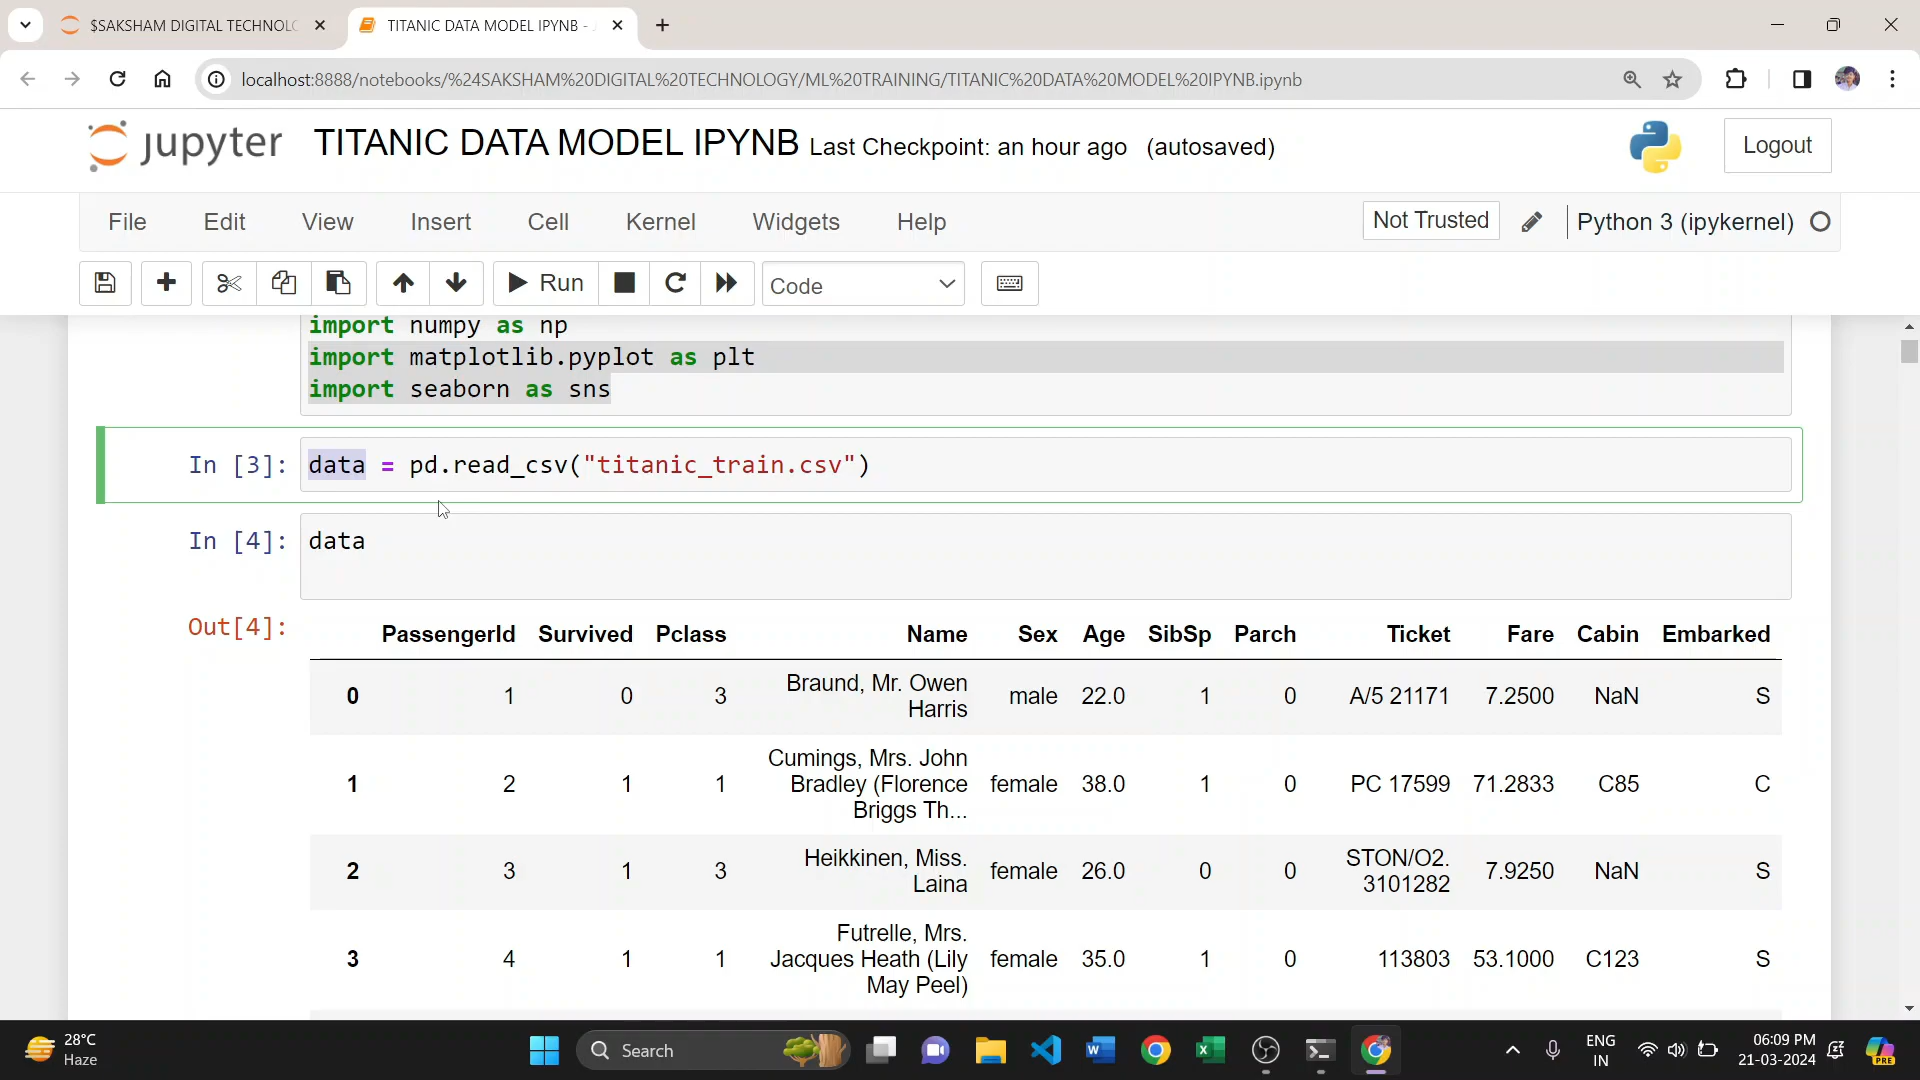 $SAKSHAM DIGITAL TECHNOLO
TITANIC DATA MODEL IPYNB -
localhost:8888/notebooks/%24SAKSHAM%20DIGITAL%20TECHNOLOGY/ML%20TRAINING/TITANIC%20DATA%20MODEL%20IPYNB.ipynb
jupyter TITANIC DATA MODEL IPYNB Last Checkpoint: an hour ago (autosaved) Logout
File Edit View Insert Cell Kernel Widgets Help Not Trusted Python 3 (ipykernel)
Run Code
import numpy as np
import matplotlib.pyplot as plt
import seaborn as sns
In [3]: data = pd.read_csv("titanic_train.csv")
In [4]: data
Out[4]:
PassengerId Survived Pclass Name Sex Age SibSp Parch Ticket Fare Cabin Embarked
0 1 0 3 Braund, Mr. Owen Harris male 22.0 1 0 A/5 21171 7.2500 NaN S
1 2 1 1 Cumings, Mrs. John Bradley (Florence Briggs Th... female 38.0 1 0 PC 17599 71.2833 C85 C
2 3 1 3 Heikkinen, Miss. Laina female 26.0 0 0 STON/O2. 3101282 7.9250 NaN S
3 4 1 1 Futrelle, Mrs. Jacques Heath (Lily May Peel) female 35.0 1 0 113803 53.1000 C123 S
28°C
Haze
Search
ENG
IN
06:09 PM
21-03-2024
PRE